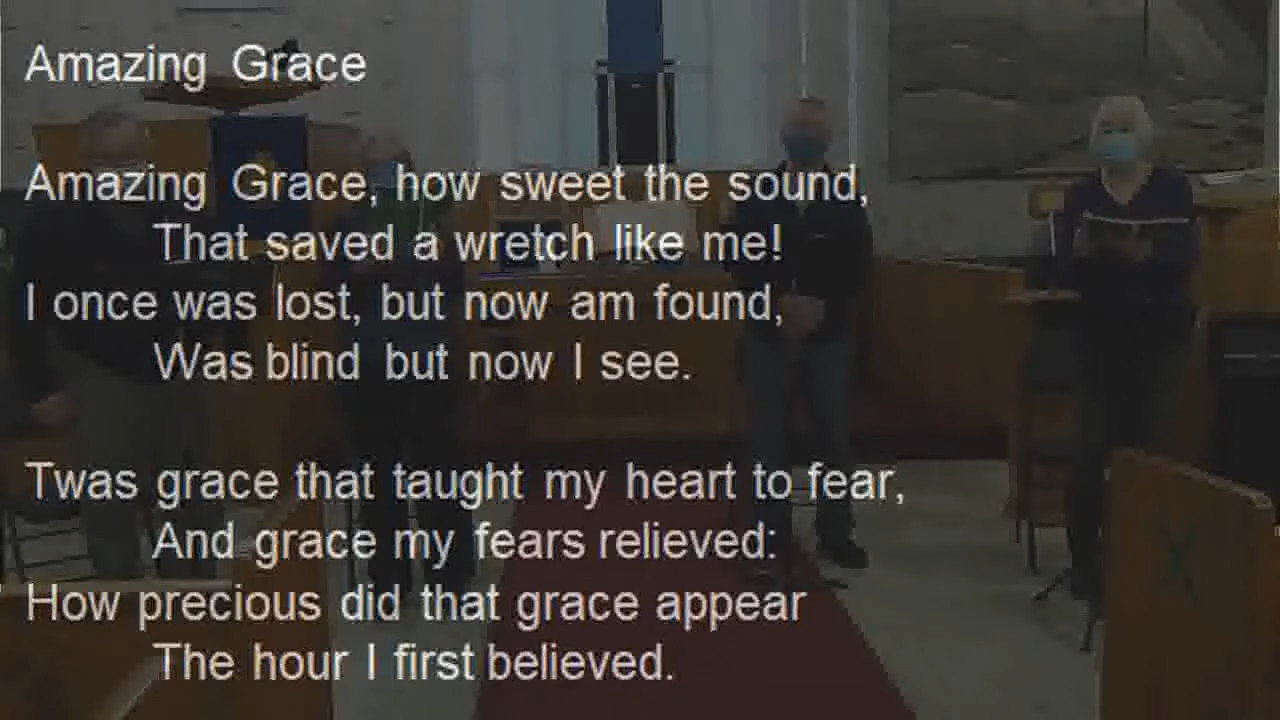 Amazing Grace
Amazing Grace, how sweet the sound,
That saved a wretch like me!
I once was lost, but now am found,
Was blind but now I see.
Twas grace that taught my heart to fear,
And grace my fears relieved:
How precious did that grace appear
The hour I first believed.